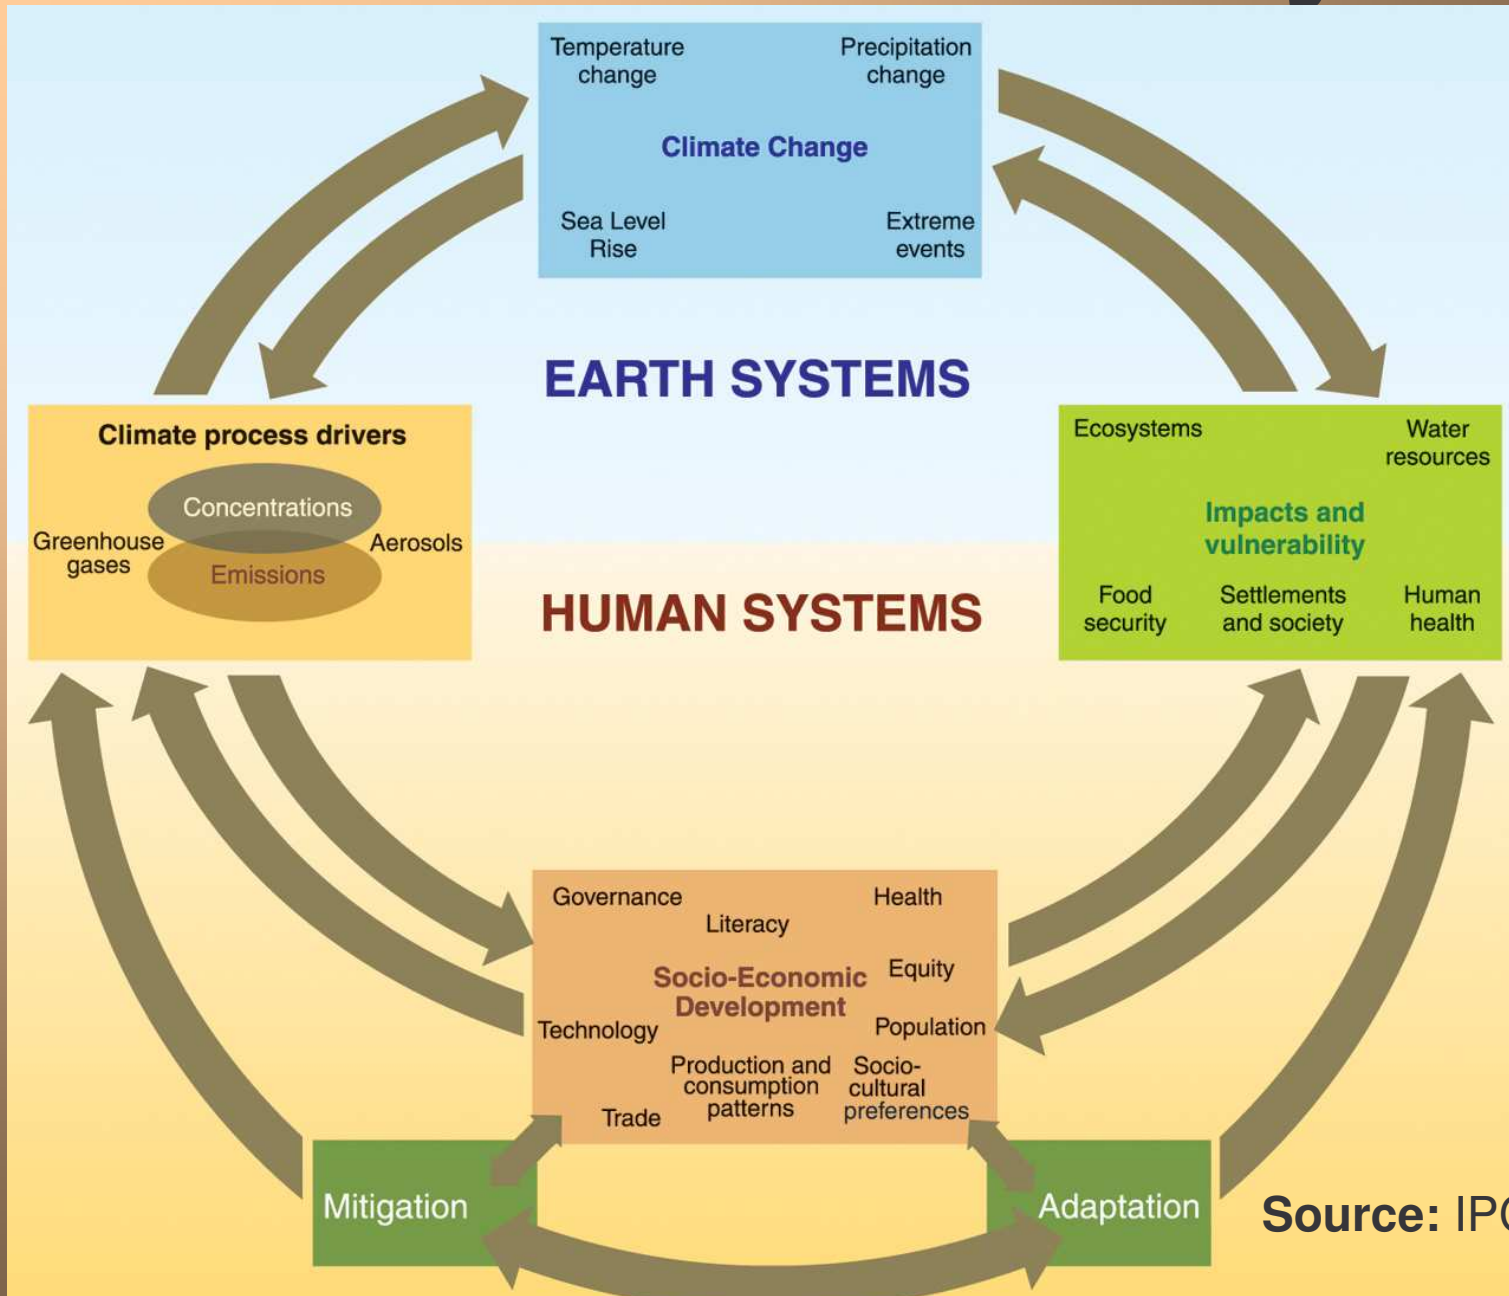 Temperature
change
Precipitation
change
Climate Change
Sea Level
Rise
Extreme
events
EARTH SYSTEMS
Climate process drivers
Concentrations
Greenhouse
gases
Aerosols
Emissions
Ecosystems
Water
resources
Impacts and
vulnerability
Food
security
Settlements
and society
Human
health
HUMAN SYSTEMS
Governance
Literacy
Health
Socio-Economic
Development
Equity
Technology
Population
Production and
consumption
patterns
Socio-
cultural
preferences
Trade
Mitigation
Adaptation
Source: